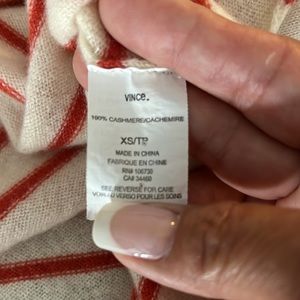 VINCE.
100% CASHMERE/CACHEMIRE
XS/TP
MADE IN CHINA
FABRIQUE EN CHINE
RN# 106730
CA# 34460
SEE REVERSE FOR CARE
VOIR AU VERSO POUR LES SOINS